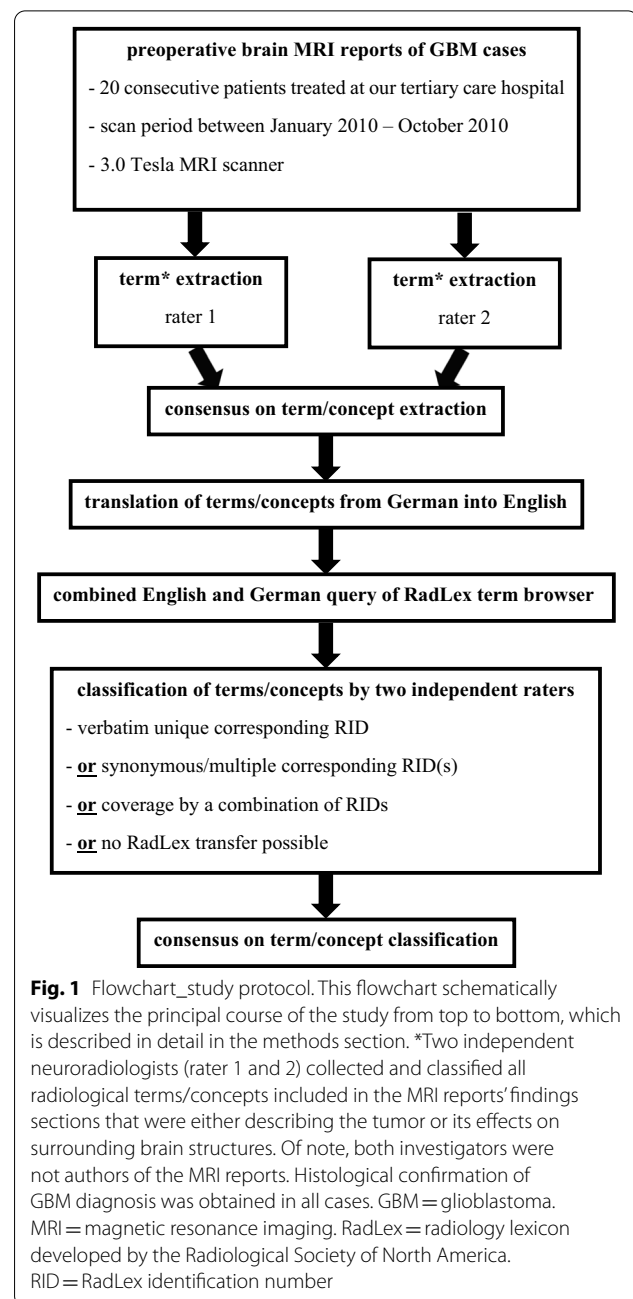 preoperative brain MRI reports of GBM cases
- 20 consecutive patients treated at our tertiary care hospital
- scan period between January 2010 – October 2010
- 3.0 Tesla MRI scanner
term* extraction
rater 1
term* extraction
rater 2
consensus on term/concept extraction
translation of terms/concepts from German into English
combined English and German query of RadLex term browser
classification of terms/concepts by two independent raters
- verbatim unique corresponding RID
- or synonymous/multiple corresponding RID(s)
- or coverage by a combination of RIDs
- or no RadLex transfer possible
consensus on term/concept classification
Fig. 1 Flowchart_study protocol. This flowchart schematically
visualizes the principal course of the study from top to bottom, which
is described in detail in the methods section. *Two independent
neuroradiologists (rater 1 and 2) collected and classified all
radiological terms/concepts included in the MRI reports’ findings
sections that were either describing the tumor or its effects on
surrounding brain structures. Of note, both investigators were
not authors of the MRI reports. Histological confirmation of
GBM diagnosis was obtained in all cases. GBM = glioblastoma.
MRI = magnetic resonance imaging. RadLex = radiology lexicon
developed by the Radiological Society of North America.
RID = RadLex identification number